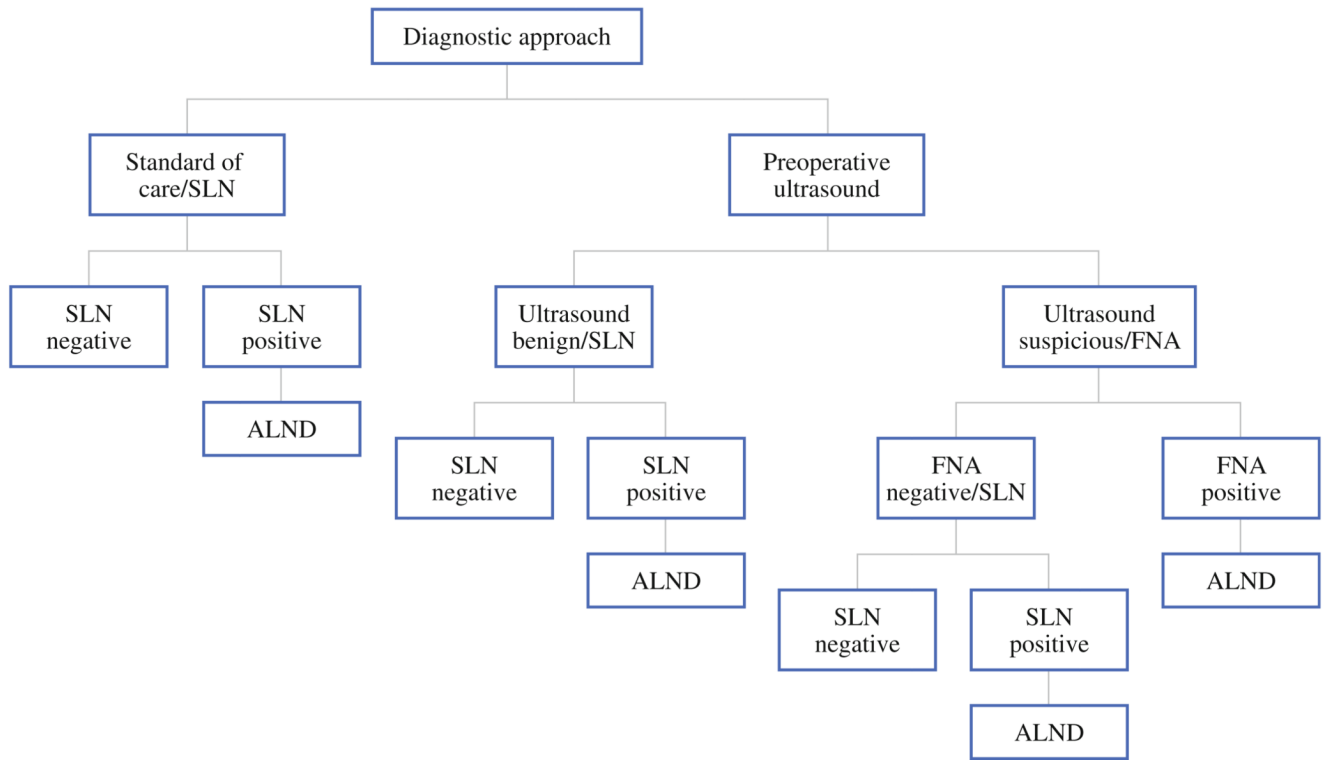 Diagnostic approach
Standard of
care/SLN
Preoperative
ultrasound
SLN
negative
SLN
positive
Ultrasound
benign/SLN
Ultrasound
suspicious/FNA
ALND
SLN
negative
SLN
positive
FNA
negative/SLN
FNA
positive
ALND
ALND
SLN
negative
SLN
positive
ALND